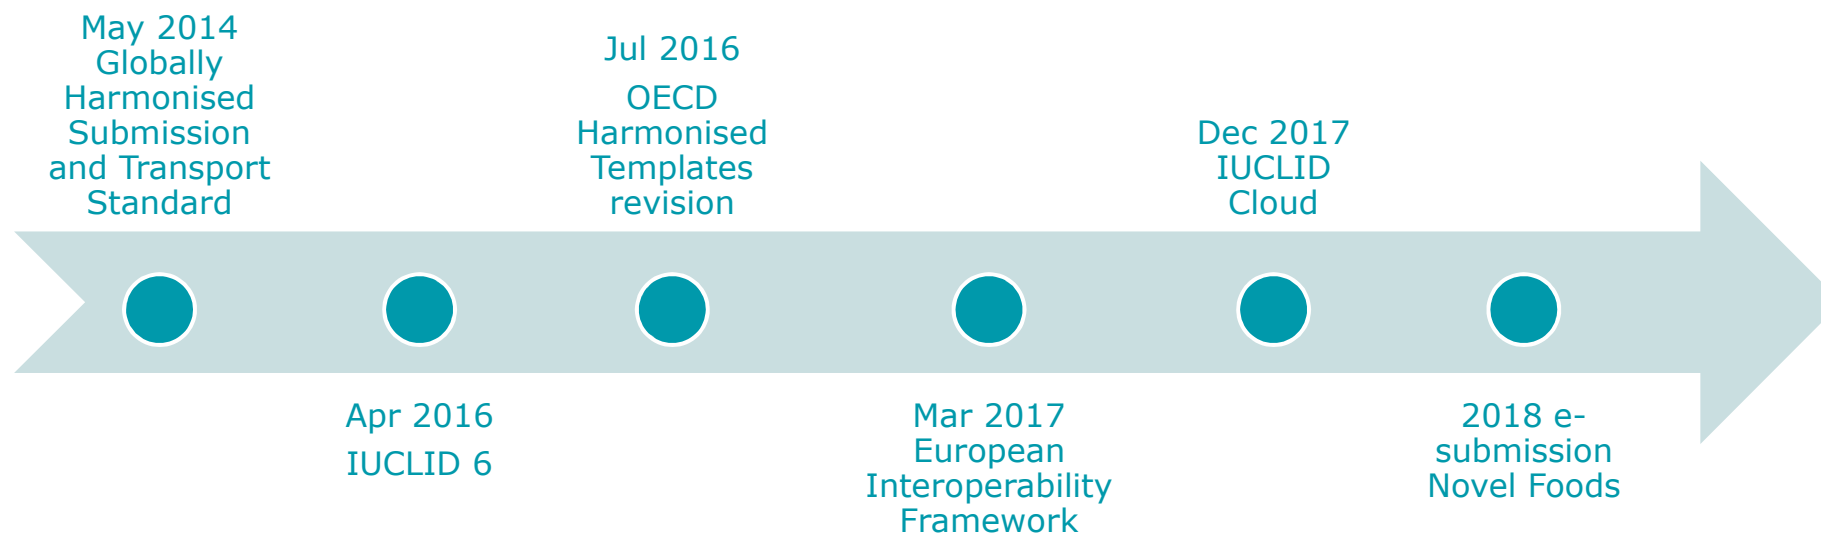 May 2014
Globally
Harmonised
Submission
and Transport
Standard
Apr 2016
IUCLID 6
Jul 2016
OECD
Harmonised
Templates
revision
Mar 2017
European
Interoperability
Framework
Dec 2017
IUCLID
Cloud
2018 e-
submission
Novel Foods